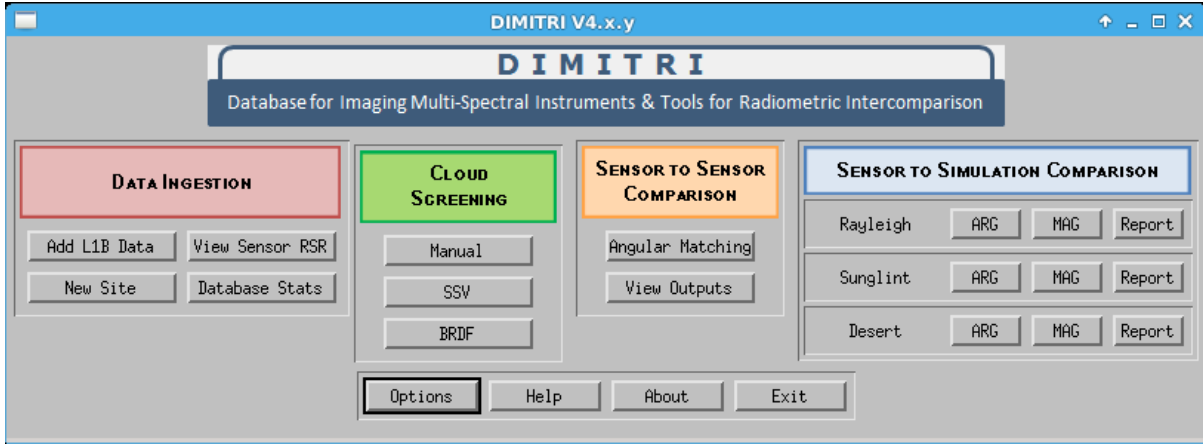 DIMITRI V4.x.y
DIMITRI
Database for Imaging Multi-Spectral Instruments & Tools for Radiometric Intercomparison
DATA INGESTION
Add L1B Data
View Sensor RSR
New Site
Database Stats
CLOUD
SCREENING
Manual
SSV
BRDF
SENSOR TO SENSOR
COMPARISON
Angular Matching
View Outputs
SENSOR TO SIMULATION COMPARISON
Rayleigh
ARG
MAG
Report
Sunglint
ARG
MAG
Report
Desert
ARG
MAG
Report
Options
Help
About
Exit